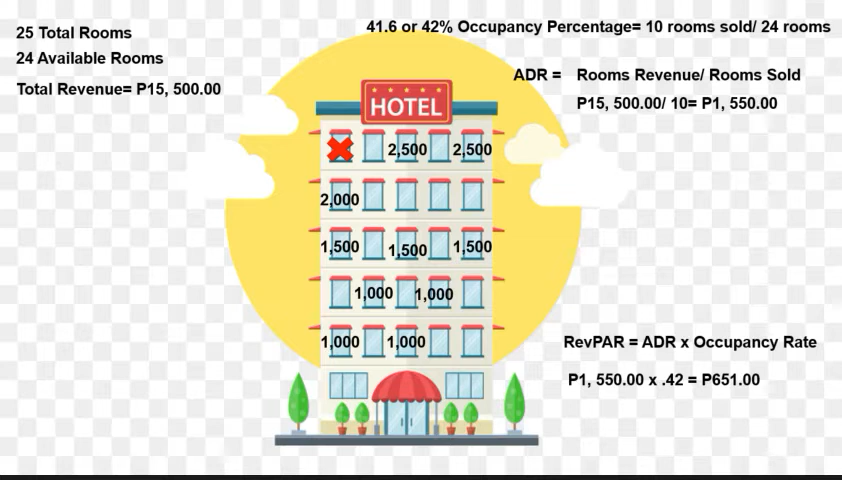 25 Total Rooms
24 Available Rooms
Total Revenue= P15, 500.00
41.6 or 42% Occupancy Percentage= 10 rooms sold/ 24 rooms
ADR = Rooms Revenue/ Rooms Sold
P15, 500.00/ 10= P1, 550.00
HOTEL
2,500 2,500
2,000
1,500 1,500 1,500
1,000 1,000
1,000 1,000
RevPAR = ADR x Occupancy Rate
P1, 550.00 x .42 = P651.00